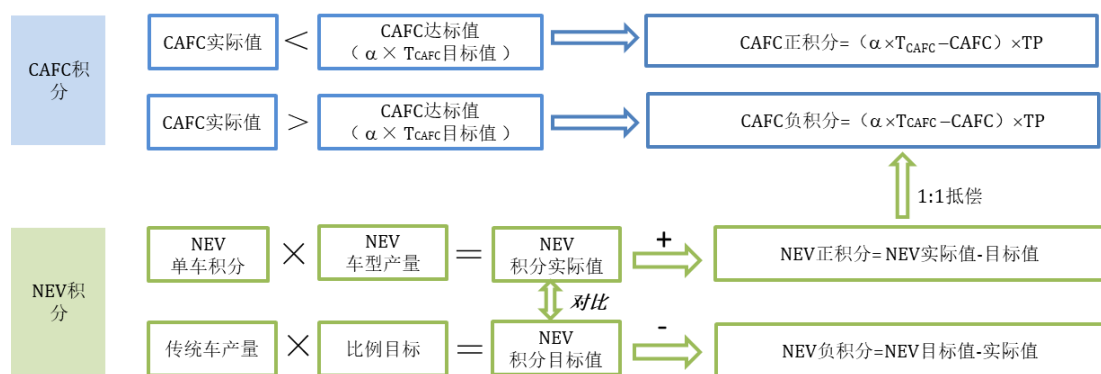 CAFC积
分
CAFC实际值
<
CAFC达标值
（α × TCAFC目标值）
CAFC正积分=（α×TCAFC−CAFC）×TP
CAFC实际值
>
CAFC达标值
（α × TCAFC目标值）
CAFC负积分=（α×TCAFC−CAFC）×TP
1:1抵偿
NEV积
分
NEV
单车积分
×
NEV
车型产量
=
NEV
积分实际值
+
NEV正积分=NEV实际值-目标值
对比
传统车产量
×
比例目标
=
NEV
积分目标值
-
NEV负积分=NEV目标值-实际值